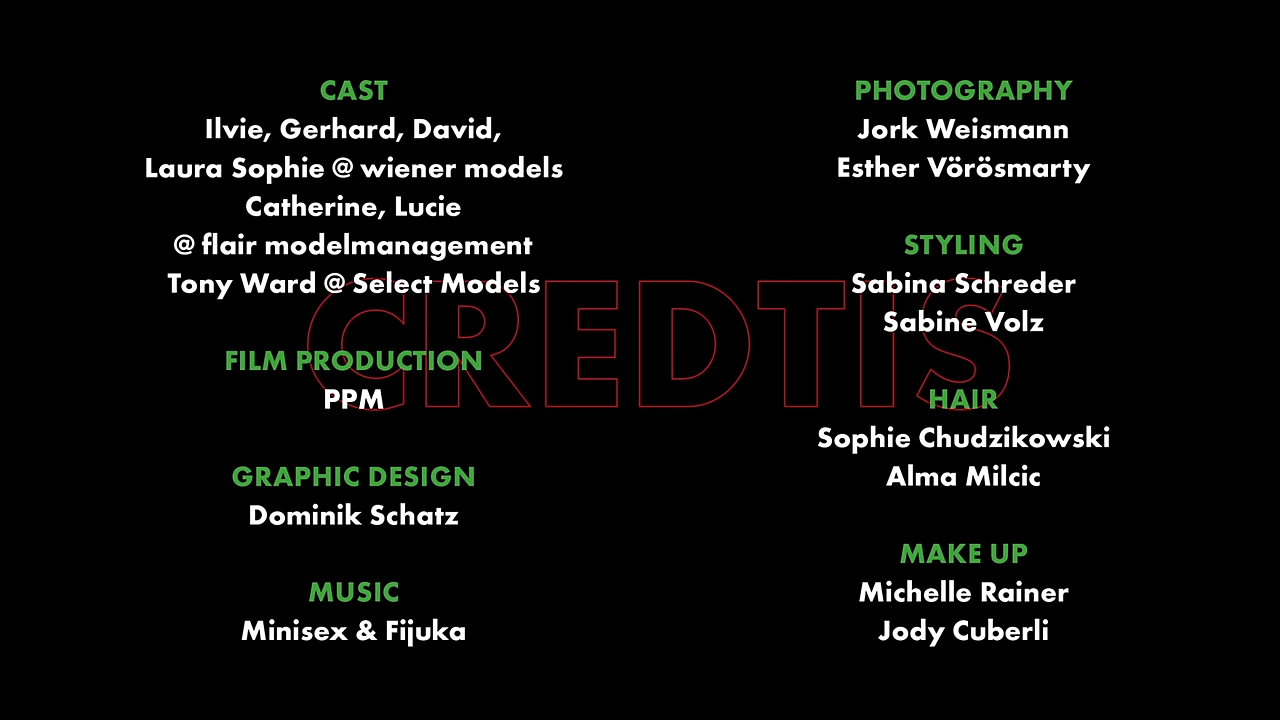 CAST
Ilvie, Gerhard, David,
Laura Sophie @ wiener models
Catherine, Lucie
@ flair modelmanagement
Tony Ward @ Select Models
FILM PRODUCTION
PPM
GRAPHIC DESIGN
Dominik Schatz
MUSIC
Minisex & Fijuka
CREDTIS
PHOTOGRAPHY
Jork Weismann
Esther Vörösmarty
STYLING
Sabina Schreder
Sabine Volz
HAIR
Sophie Chudzikowski
Alma Milcic
MAKE UP
Michelle Rainer
Jody Cuberli